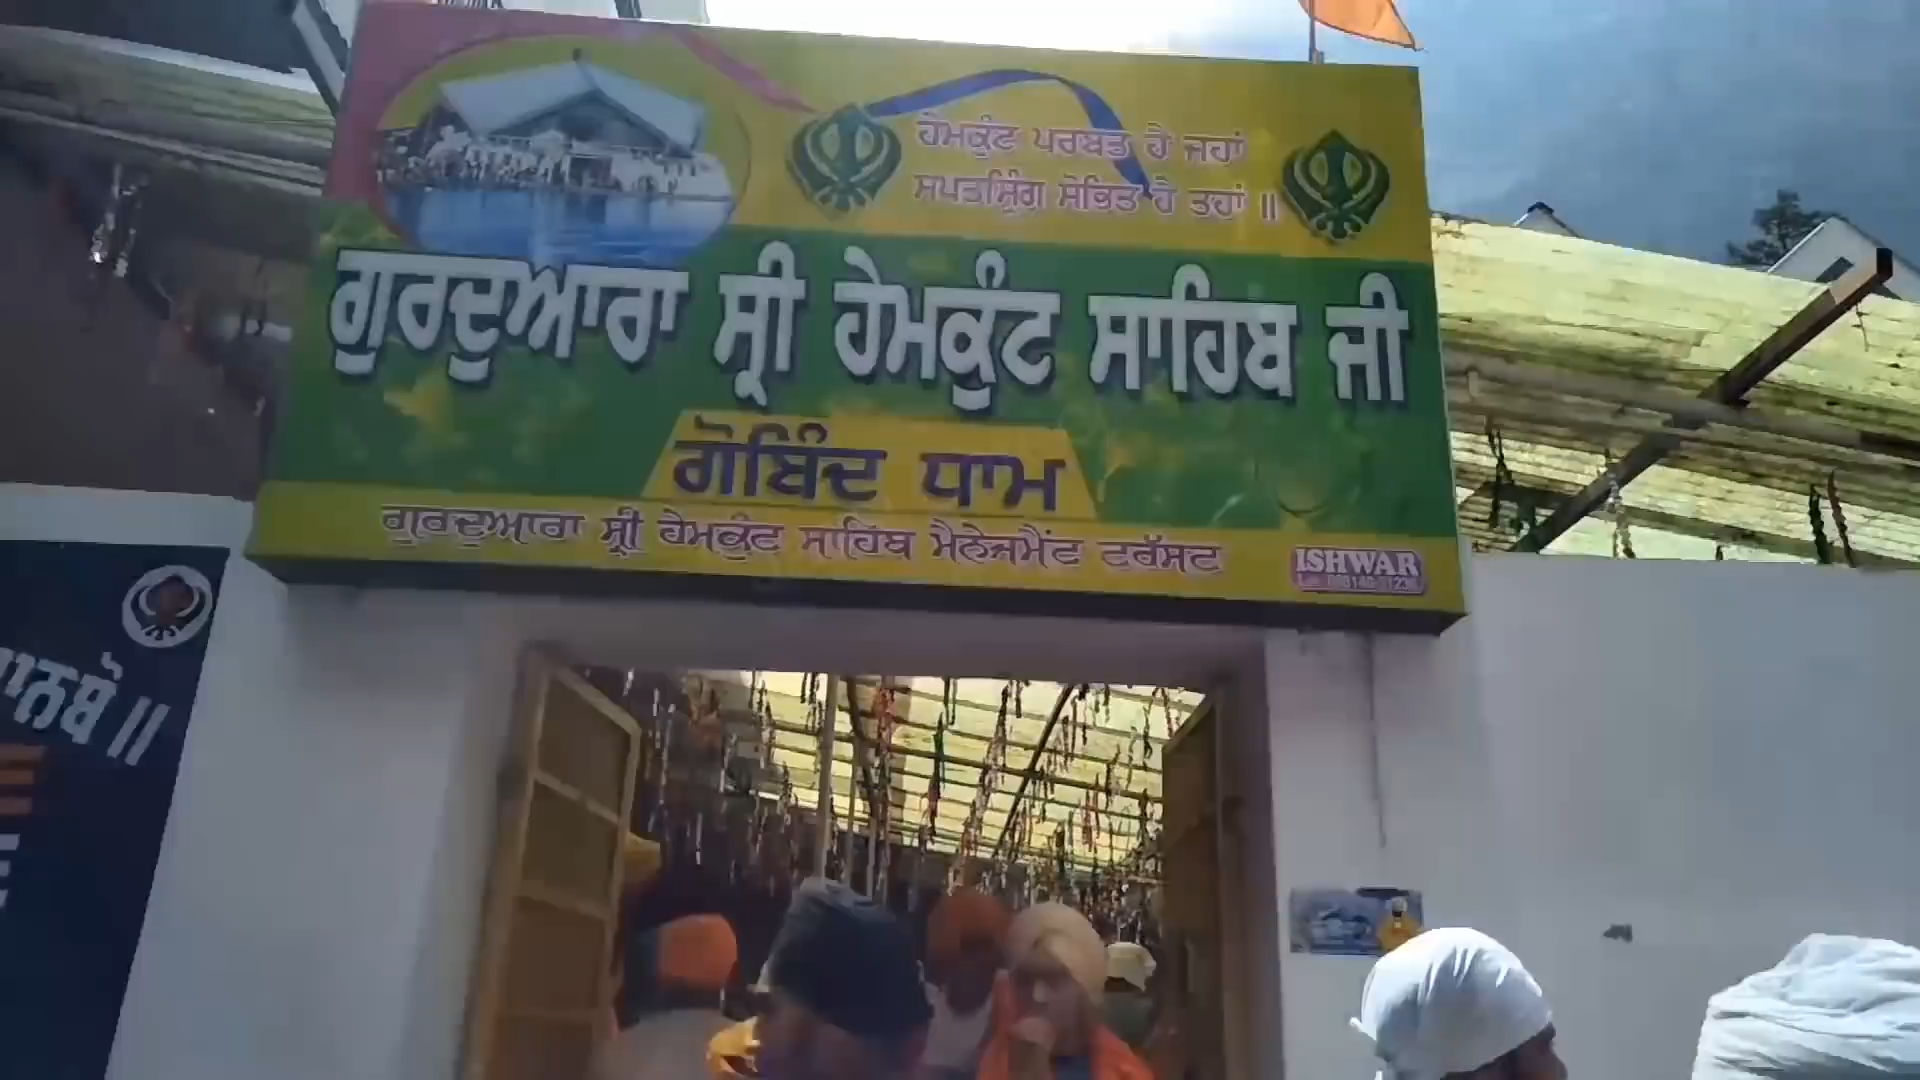 ਹੇਮਕੁੰਟ ਪਰਬਤ ਹੈ ਜਹਾਂ
ਸਪਤਸ੍ਰਿੰਗ ਸੋਭਿਤ ਹੈ ਤਹਾਂ ॥
ਗੁਰਦੁਆਰਾ ਸ੍ਰੀ ਹੇਮਕੁੰਟ ਸਾਹਿਬ ਜੀ
ਗੋਬਿੰਦ ਧਾਮ
ਗੁਰਦੁਆਰਾ ਸ੍ਰੀ ਹੇਮਕੁੰਟ ਸਾਹਿਬ ਮੈਨੇਜਮੈਂਟ ਟਰੱਸਟ
ISHWAR